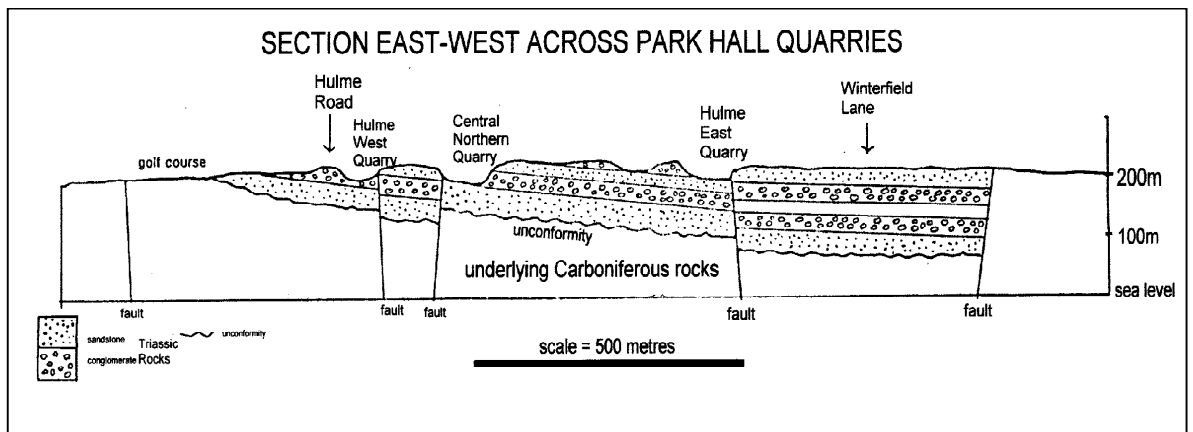 SECTION EAST-WEST ACROSS PARK HALL QUARRIES
Hulme
Road
Hulme
West
Quarry
Central
Northern
Quarry
Hulme
East
Quarry
Winterfield
Lane
golf course
200m
unconformity
100m
underlying Carboniferous rocks
sea level
fault
fault
fault
fault
fault
sandstone
Triassic
unconformity
conglomerate
Rocks
scale = 500 metres